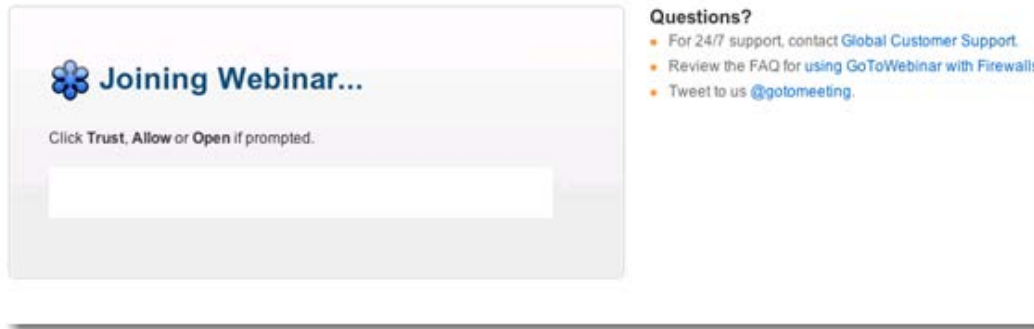 Joining Webinar...
Click Trust, Allow or Open if prompted.
Questions?
For 24/7 support, contact Global Customer Support.
Review the FAQ for using GoToWebinar with Firewalls
Tweet to us @gotomeeting.